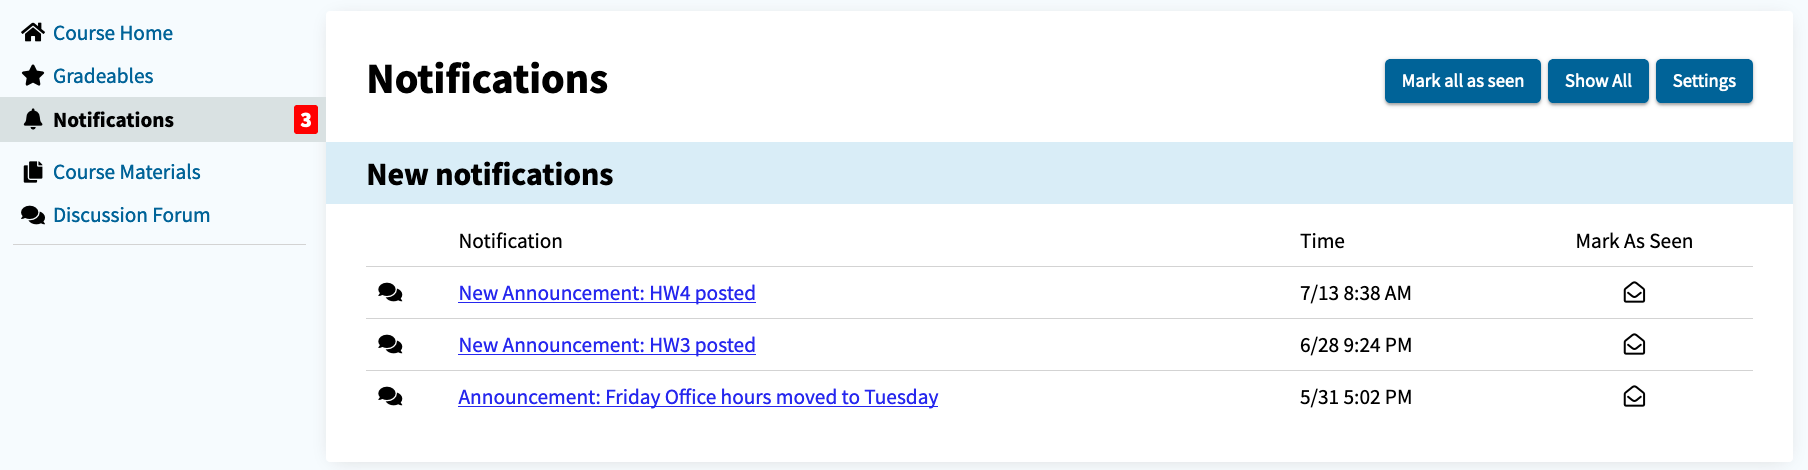 Course Home
Gradeables
Notifications 3
Course Materials
Discussion Forum
Notifications
Mark all as seen Show All Settings
New notifications
Notification Time Mark As Seen
New Announcement: HW4 posted 7/13 8:38 AM
New Announcement: HW3 posted 6/28 9:24 PM
Announcement: Friday Office hours moved to Tuesday 5/31 5:02 PM